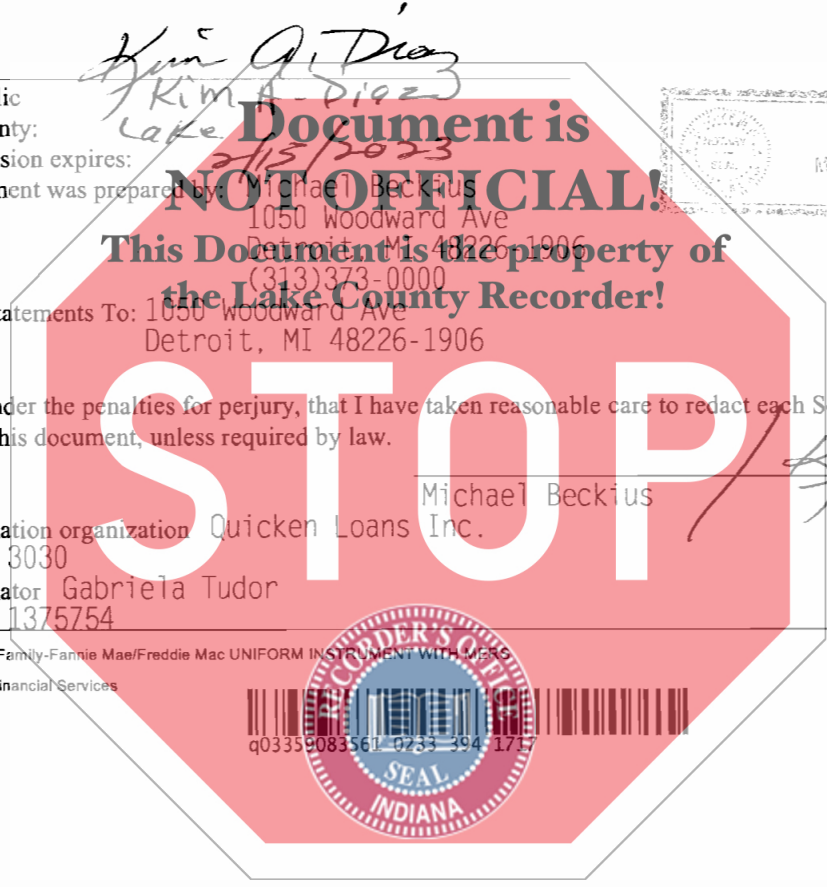 Kim A. Diaz
lic Kim A. Diaz
nty: Lake
sion expires: 2/15/2023
nent was prepared by: Michael Beckius
1050 Woodward Ave
Detroit, MI 48226-1906
(313)373-0000
tatements To: 1050 Woodward Ave
Detroit, MI 48226-1906
Document is
NOT OFFICIAL!
This Document is the property of
the Lake County Recorder!
STOP
der the penalties for perjury, that I have taken reasonable care to redact each S
his document, unless required by law.
Michael Beckius
ation organization Quicken Loans Inc.
3030
ator Gabriela Tudor
1375754
Family-Fannie Mae/Freddie Mac UNIFORM INSTRUMENT WITH MERS
inancial Services
q03359083561 0233 394 1717
RECORDER'S OFFICE
SEAL
INDIANA